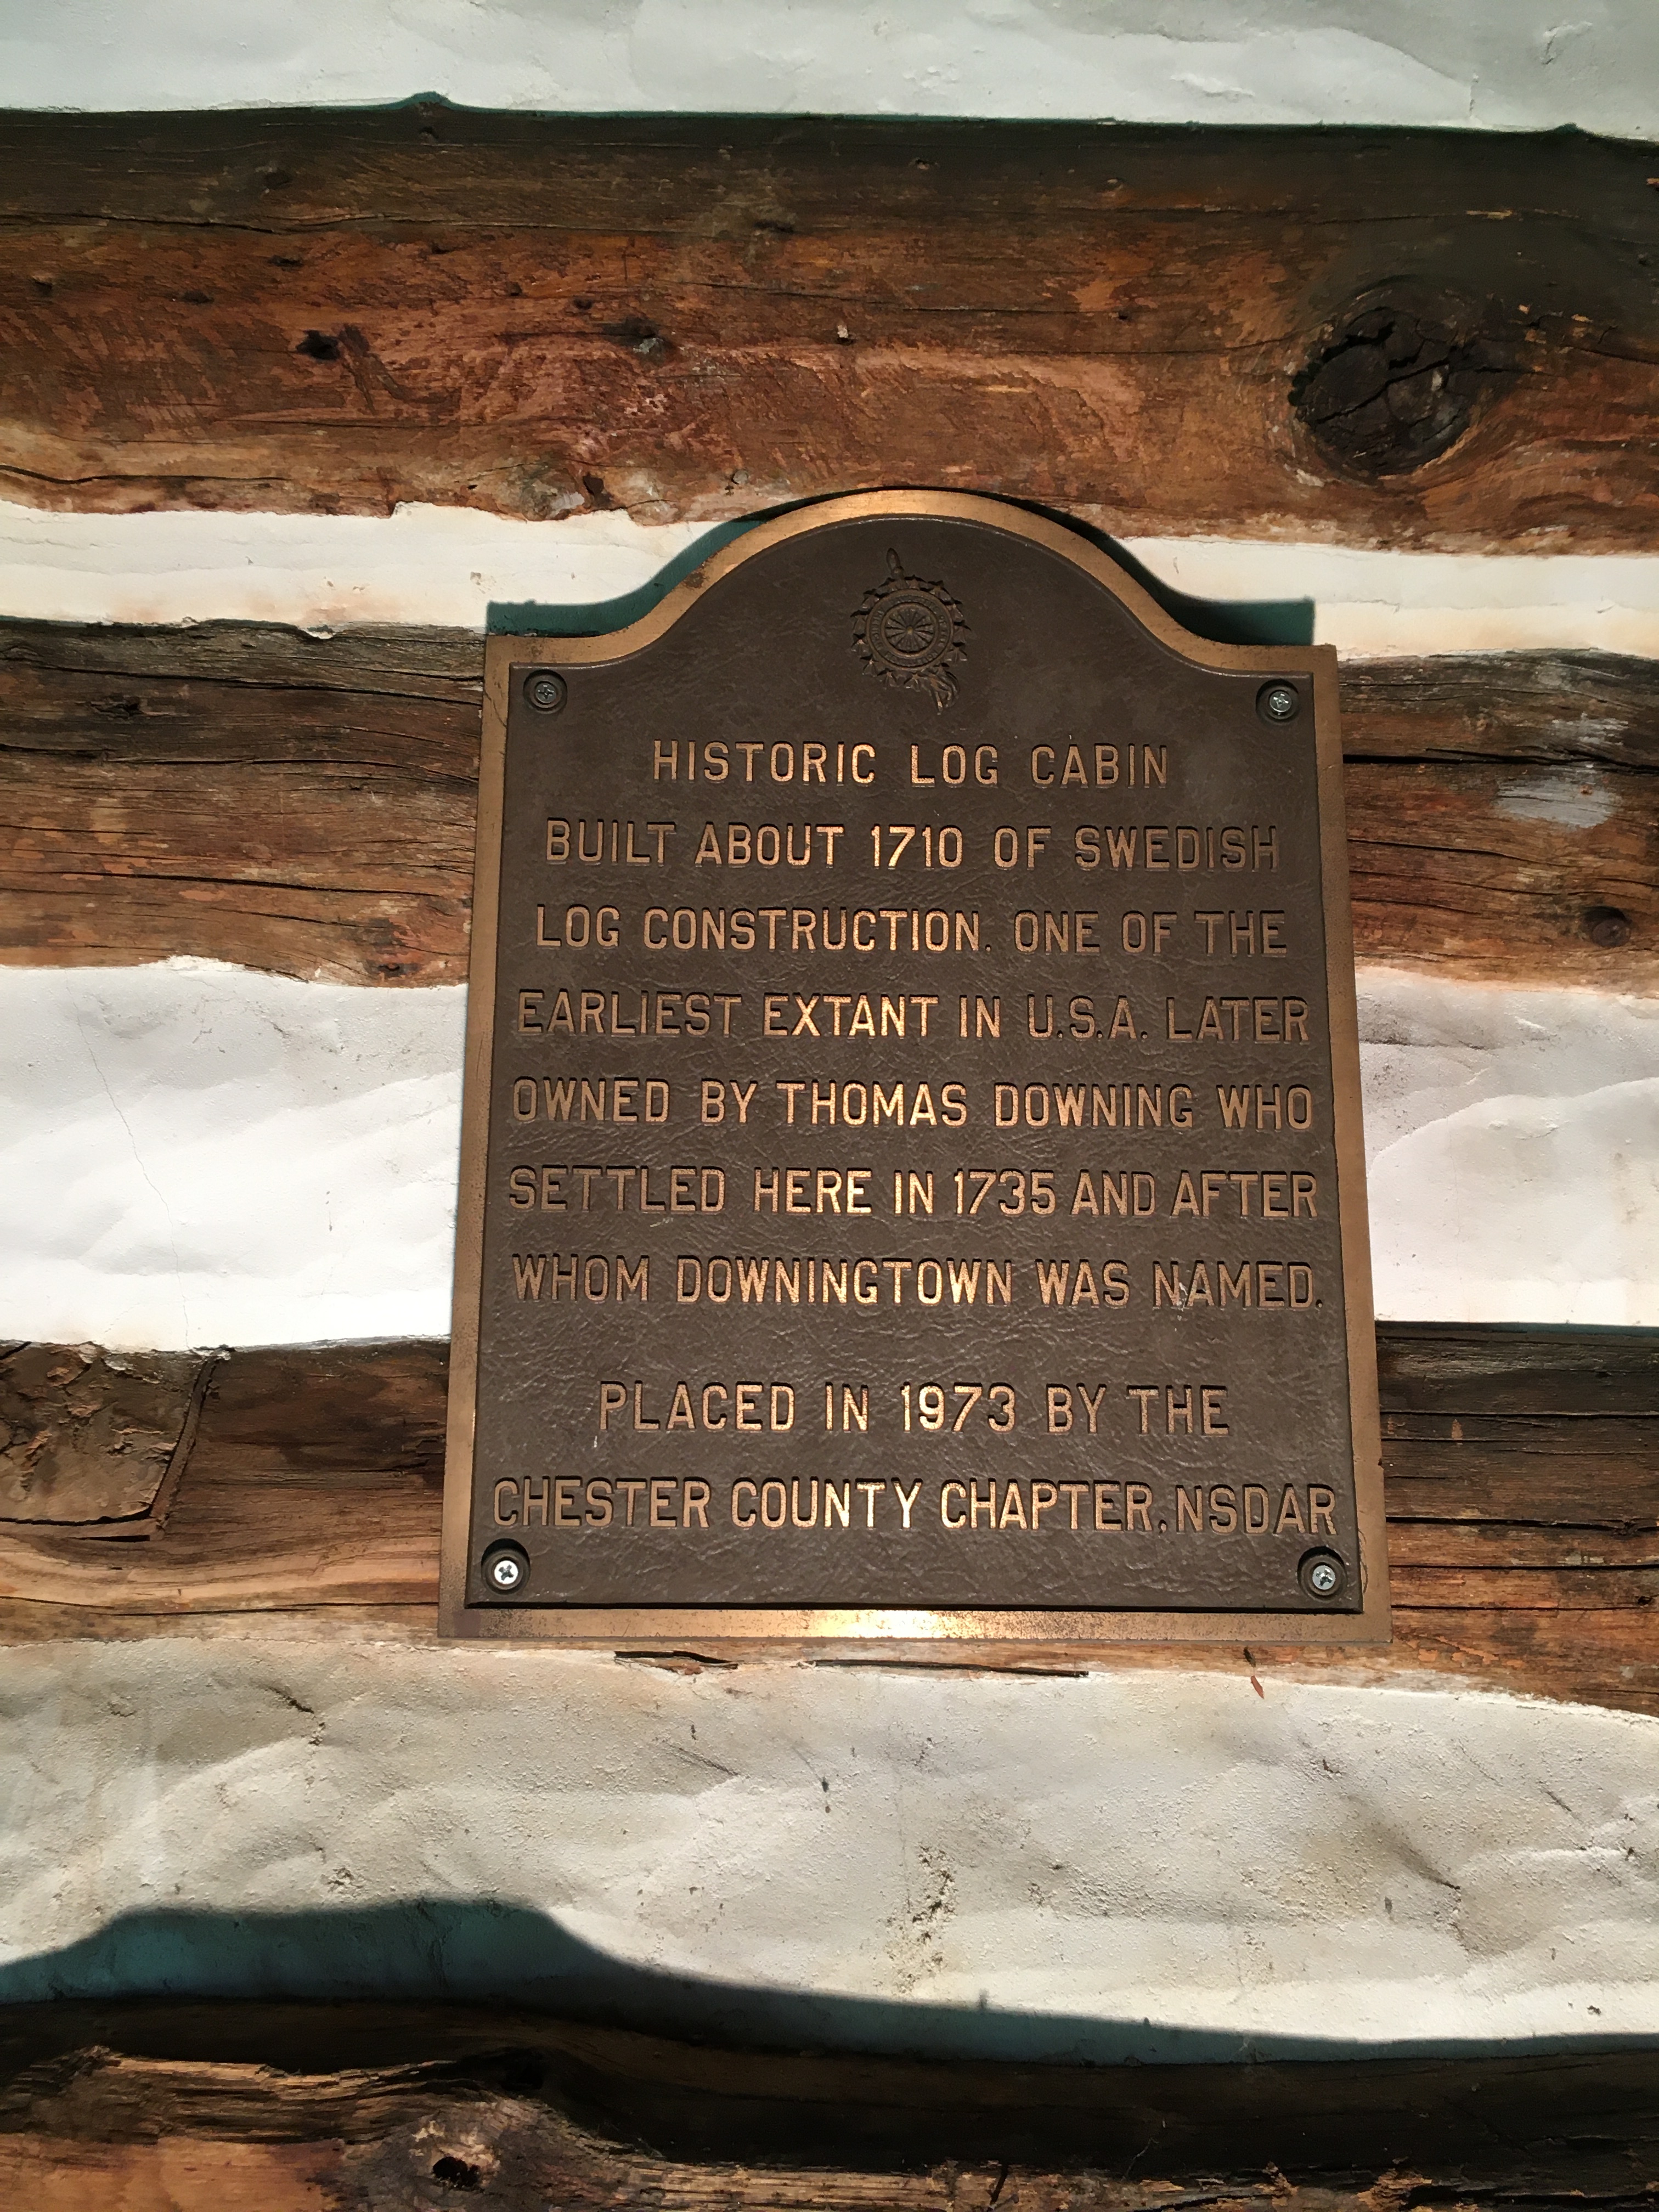 HISTORIC LOG CABIN
BUILT ABOUT 1710 OF SWEDISH
LOG CONSTRUCTION. ONE OF THE
EARLIEST EXTANT IN U.S.A. LATER
OWNED BY THOMAS DOWNING WHO
SETTLED HERE IN 1735 AND AFTER
WHOM DOWNINGTOWN WAS NAMED.
PLACED IN 1973 BY THE
CHESTER COUNTY CHAPTER, NSDAR